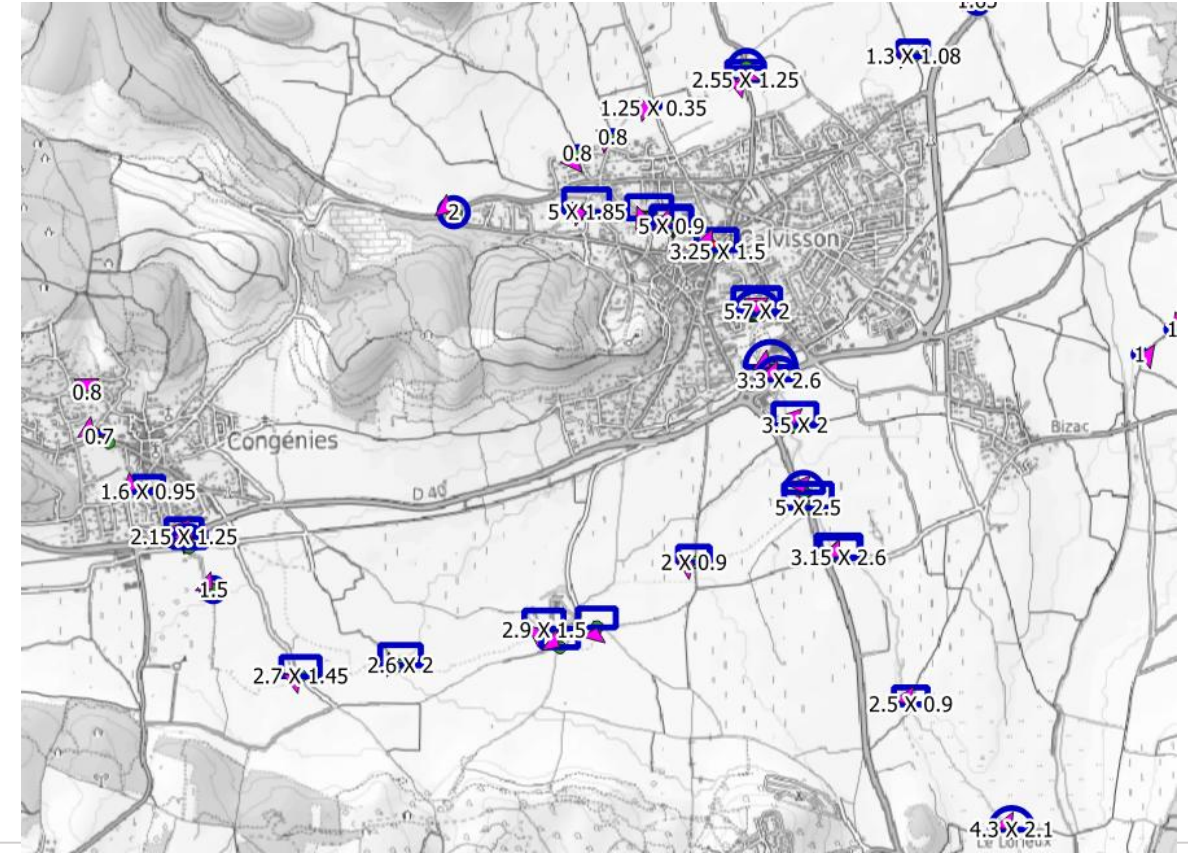 1.3 X 1.08
2.55 X 1.25
1.25 X 0.35
0.8
0.8
2
5 X 1.85
5 X 0.9
Calvisson
3.25 X 1.5
5.7 X 2
1
1
3.3 X 2.6
0.8
3.5 X 2
Bizac
0.7
Congénies
1.6 X 0.95
D 40
5 X 2.5
2.15 X 1.25
3.15 X 2.6
2 X 0.9
1.5
2.9 X 1.5
2.6 X 2
2.7 X 1.45
2.5 X 0.9
4.3 X 2.1